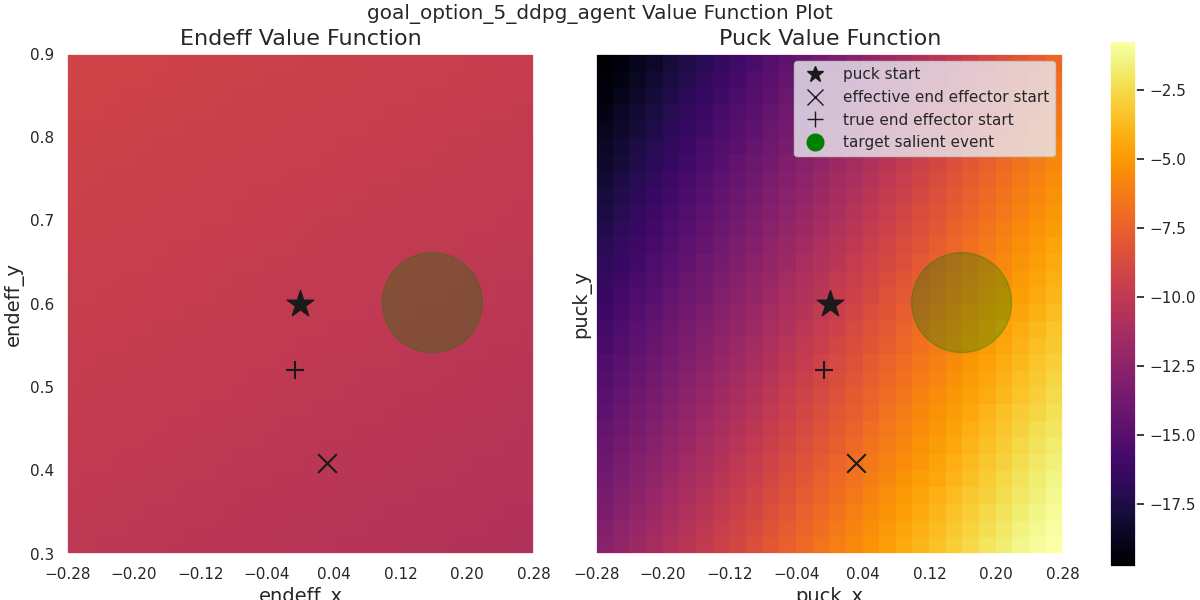 goal_option_5_ddpg_agent Value Function Plot
Endeff Value Function
Puck Value Function
0.9
0.8
0.7
0.6
0.5
0.4
0.3
endeff_y
−0.28 −0.20 −0.12 −0.04 0.04 0.12 0.20 0.28
endeff_x
puck_y
puck start
effective end effector start
true end effector start
target salient event
−0.28 −0.20 −0.12 −0.04 0.04 0.12 0.20 0.28
puck_x
−2.5
−5.0
−7.5
−10.0
−12.5
−15.0
−17.5